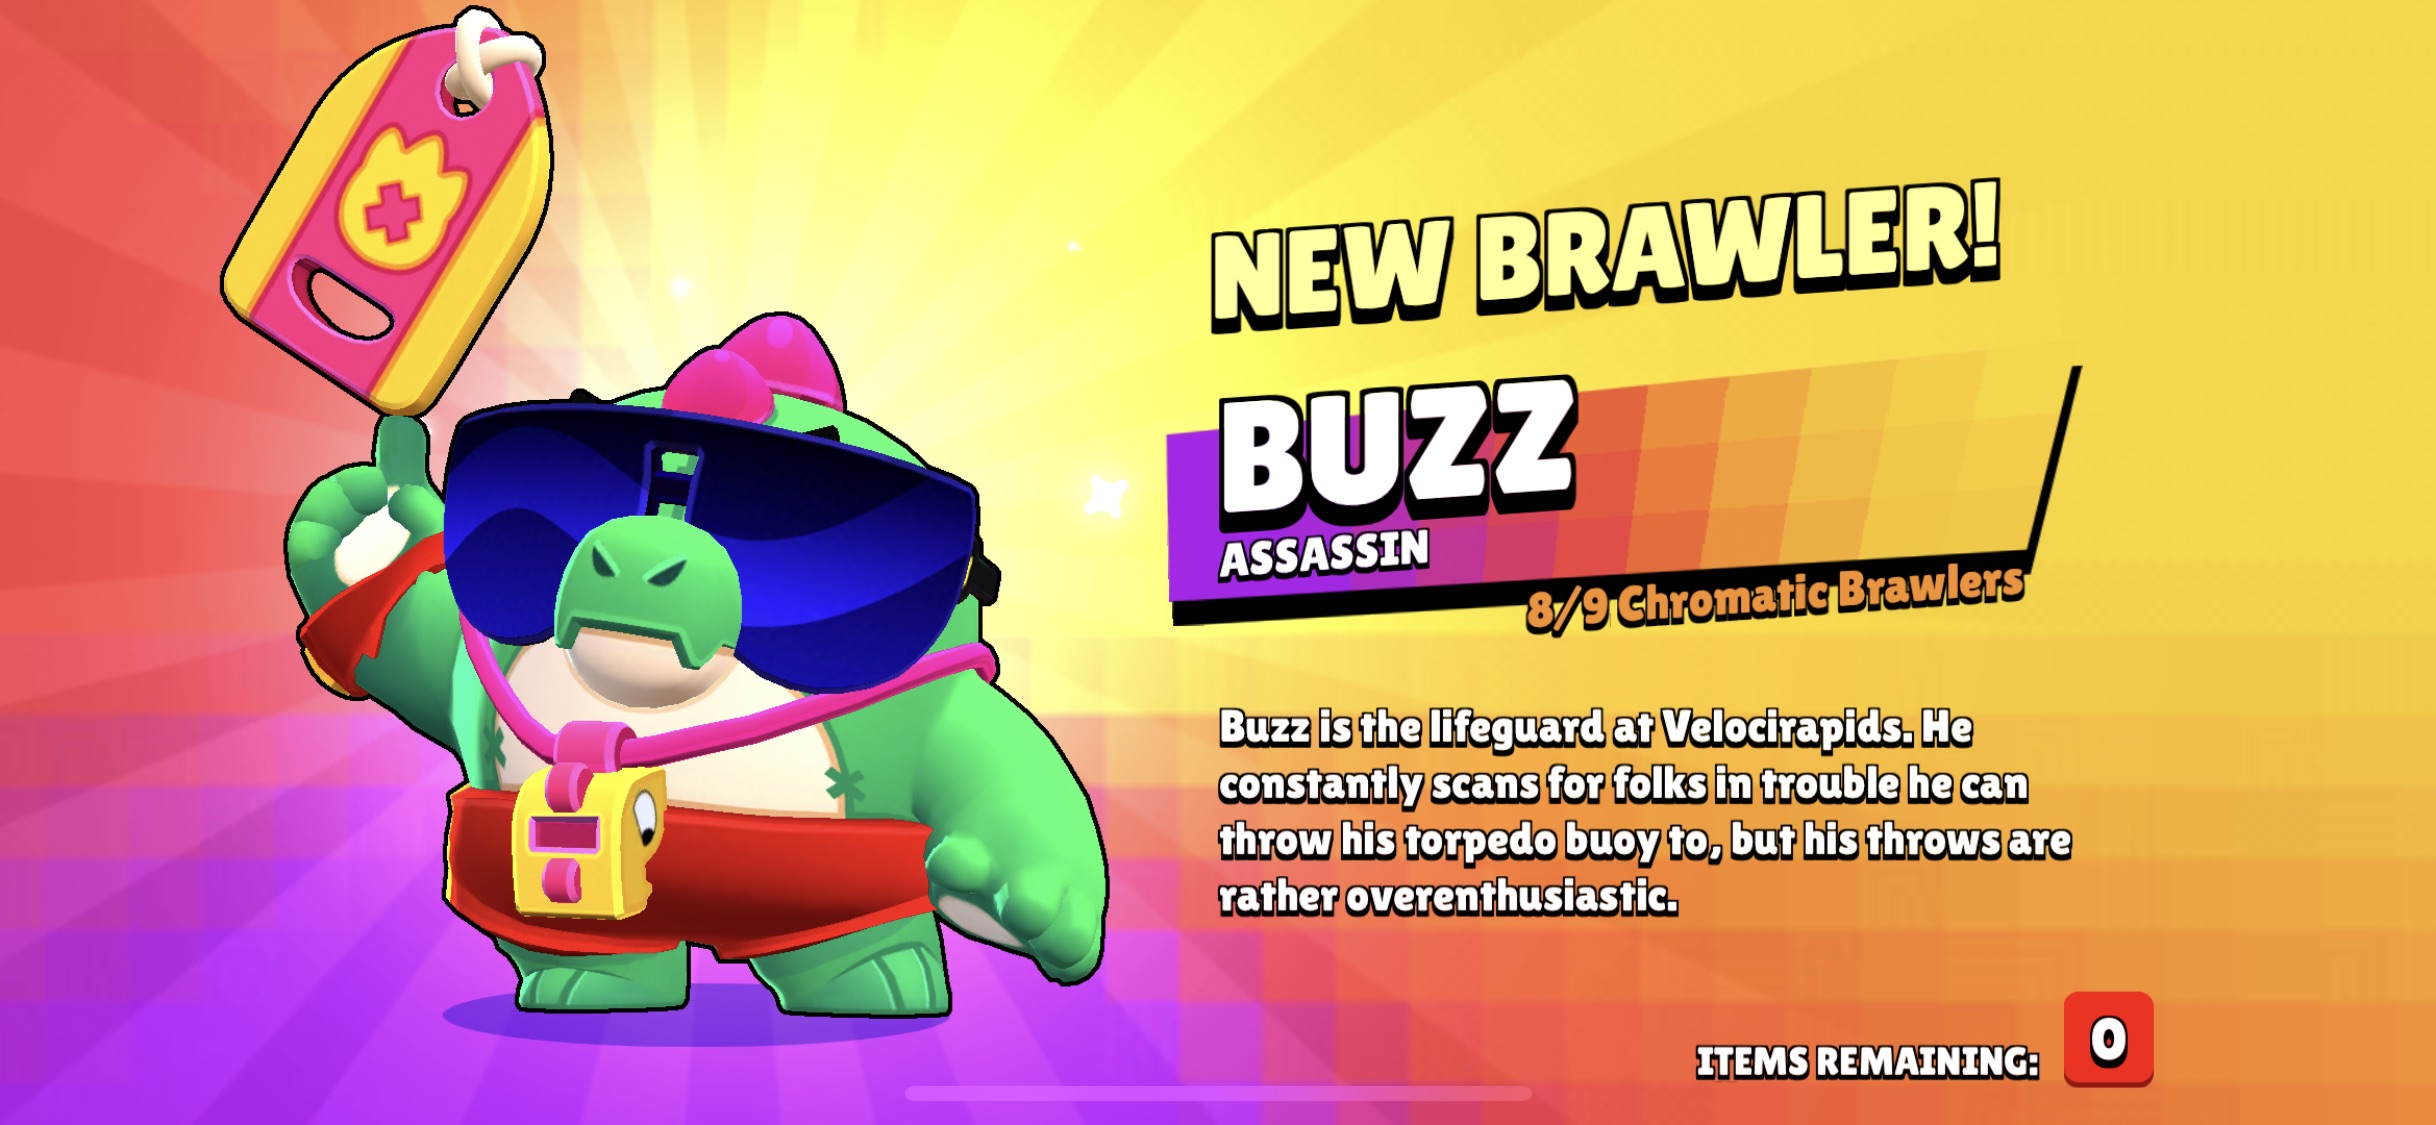 NEW BRAWLER!
BUZZ
ASSASSIN
8/9 Chromatic Brawlers
Buzz is the lifeguard at Velocirapids. He
constantly scans for folks in trouble he can
throw his torpedo buoy to, but his throws are
rather overenthusiastic.
ITEMS REMAINING: 0